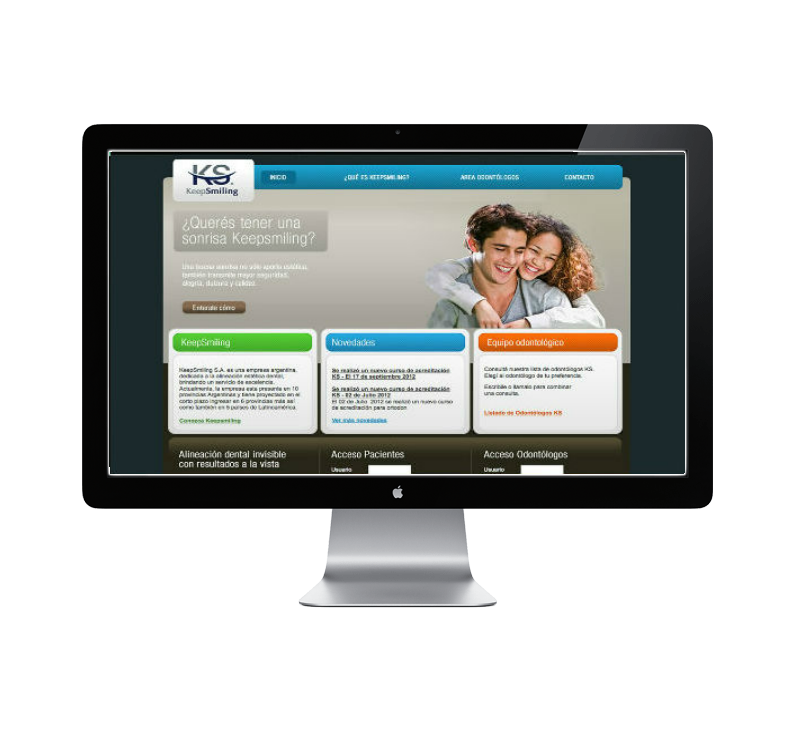 KS
KeepSmiling
INICIO
¿QUÉ ES KEEPSMILING?
AREA ODONTÓLOGOS
CONTACTO
¿Querés tener una
sonrisa Keepsmiling?
Una buena sonrisa no sólo aporta estética,
también transmite mayor seguridad,
alegría, dulzura y calidez.
Enterate cómo
KeepSmiling
KeepSmiling S.A. es una empresa argentina,
dedicada a la alineación estética dental,
brindando un servicio de excelencia.
Actualmente, la empresa esta presente en 10
provincias Argentinas y tiene proyectado en el
corto plazo ingresar en 6 provincias más así
como también en 6 países de Latinoamérica.
Conozca Keepsmiling
Novedades
Se realizó un nuevo curso de acreditación
KS - El 17 de septiembre 2012
Se realizó un nuevo curso de acreditación
KS - 02 de Julio 2012
El 02 de Julio 2012 se realizó un nuevo curso
de acreditación para ortodon
Ver más novedades
Equipo odontológico
Consultá nuestra lista de odontólogos KS.
Elegí al odontólogo de tu preferencia.
Escribile o llamalo para combinar
una consulta.
Listado de Odontólogos KS
Alineación dental invisible
con resultados a la vista
Acceso Pacientes
Usuario
Acceso Odontólogos
Usuario